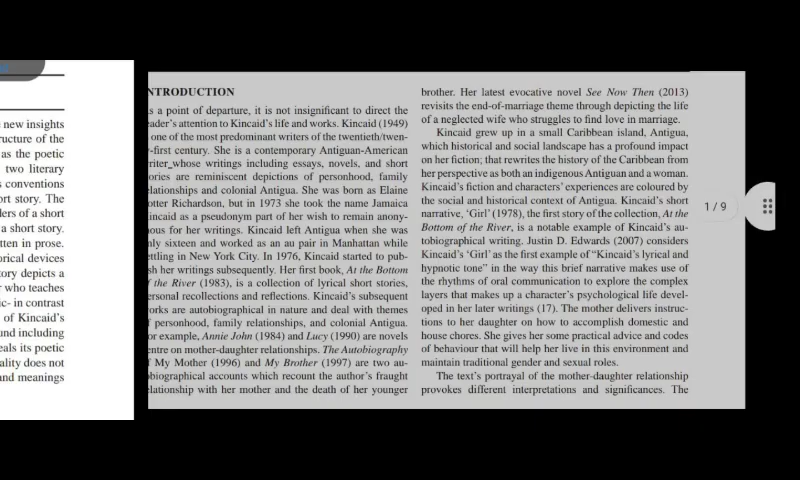 new insights
ructure of the
as the poetic
two literary
s conventions
ort story. The
ders of a short
a short story.
tten in prose.
orical devices
tory depicts a
r who teaches
ic- in contrast
of Kincaid's
und including
eals its poetic
ality does not
and meanings
NTRODUCTION
s a point of departure, it is not insignificant to direct the
eader's attention to Kincaid's life and works. Kincaid (1949)
one of the most predominant writers of the twentieth/twen-
-first century. She is a contemporary Antiguan-American
riter_whose writings including essays, novels, and short
ories are reminiscent depictions of personhood, family
elationships and colonial Antigua. She was born as Elaine
otter Richardson, but in 1973 she took the name Jamaica
incaid as a pseudonym part of her wish to remain anony-
ous for her writings. Kincaid left Antigua when she was
nly sixteen and worked as an au pair in Manhattan while
ettling in New York City. In 1976, Kincaid started to pub-
sh her writings subsequently. Her first book, At the Bottom
f the River (1983), is a collection of lyrical short stories,
ersonal recollections and reflections. Kincaid's subsequent
orks are autobiographical in nature and deal with themes
f personhood, family relationships, and colonial Antigua.
or example, Annie John (1984) and Lucy (1990) are novels
entre on mother-daughter relationships. The Autobiography
f My Mother (1996) and My Brother (1997) are two au-
obiographical accounts which recount the author's fraught
elationship with her mother and the death of her younger
brother. Her latest evocative novel See Now Then (2013)
revisits the end-of-marriage theme through depicting the life
of a neglected wife who struggles to find love in marriage.
Kincaid grew up in a small Caribbean island, Antigua,
which historical and social landscape has a profound impact
on her fiction; that rewrites the history of the Caribbean from
her perspective as both an indigenous Antiguan and a woman.
Kincaid's fiction and characters' experiences are coloured by
the social and historical context of Antigua. Kincaid's short
narrative, 'Girl' (1978), the first story of the collection, At the
Bottom of the River, is a notable example of Kincaid's au-
tobiographical writing. Justin D. Edwards (2007) considers
Kincaid's 'Girl' as the first example of "Kincaid's lyrical and
hypnotic tone" in the way this brief narrative makes use of
the rhythms of oral communication to explore the complex
layers that makes up a character's psychological life devel-
oped in her later writings (17). The mother delivers instruc-
tions to her daughter on how to accomplish domestic and
house chores. She gives her some practical advice and codes
of behaviour that will help her live in this environment and
maintain traditional gender and sexual roles.
The text's portrayal of the mother-daughter relationship
provokes different interpretations and significances. The
1 / 9